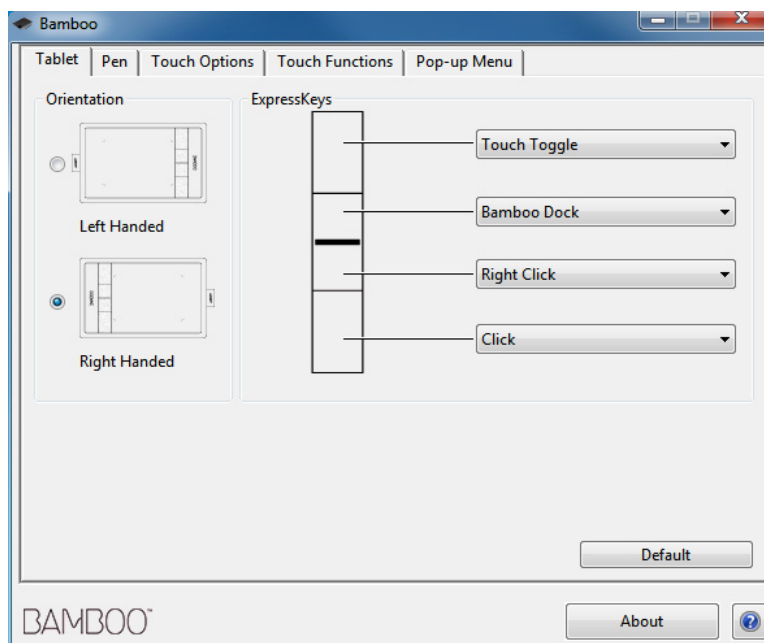 Bamboo
Tablet Pen Touch Options Touch Functions Pop-up Menu
Orientation
Left Handed
Right Handed
ExpressKeys
Touch Toggle
Bamboo Dock
Right Click
Click
Default
BAMBOO™
About
?